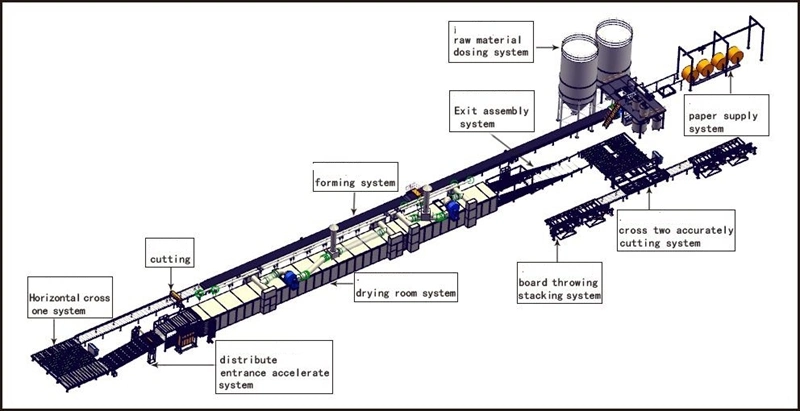 raw material
dosing system
paper supply
system
Exit assembly
system
forming system
cross two accurately
cutting system
board throwing
stacking system
cutting
drying room system
Horizontal cross
one system
distribute
entrance accelerate
system